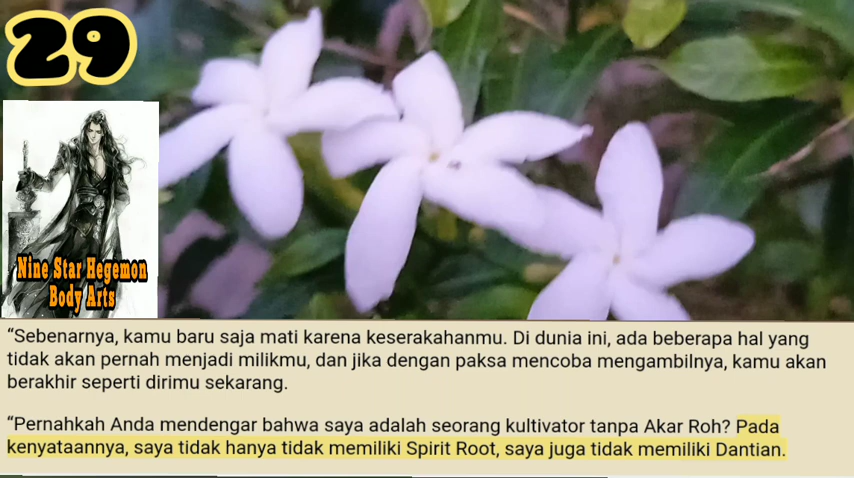 29
Nine Star Hegemon
Body Arts
“Sebenarnya, kamu baru saja mati karena keserakahanmu. Di dunia ini, ada beberapa hal yang
tidak akan pernah menjadi milikmu, dan jika dengan paksa mencoba mengambilnya, kamu akan
berakhir seperti dirimu sekarang.
“Pernahkah Anda mendengar bahwa saya adalah seorang kultivator tanpa Akar Roh? Pada
kenyataannya, saya tidak hanya tidak memiliki Spirit Root, saya juga tidak memiliki Dantian.